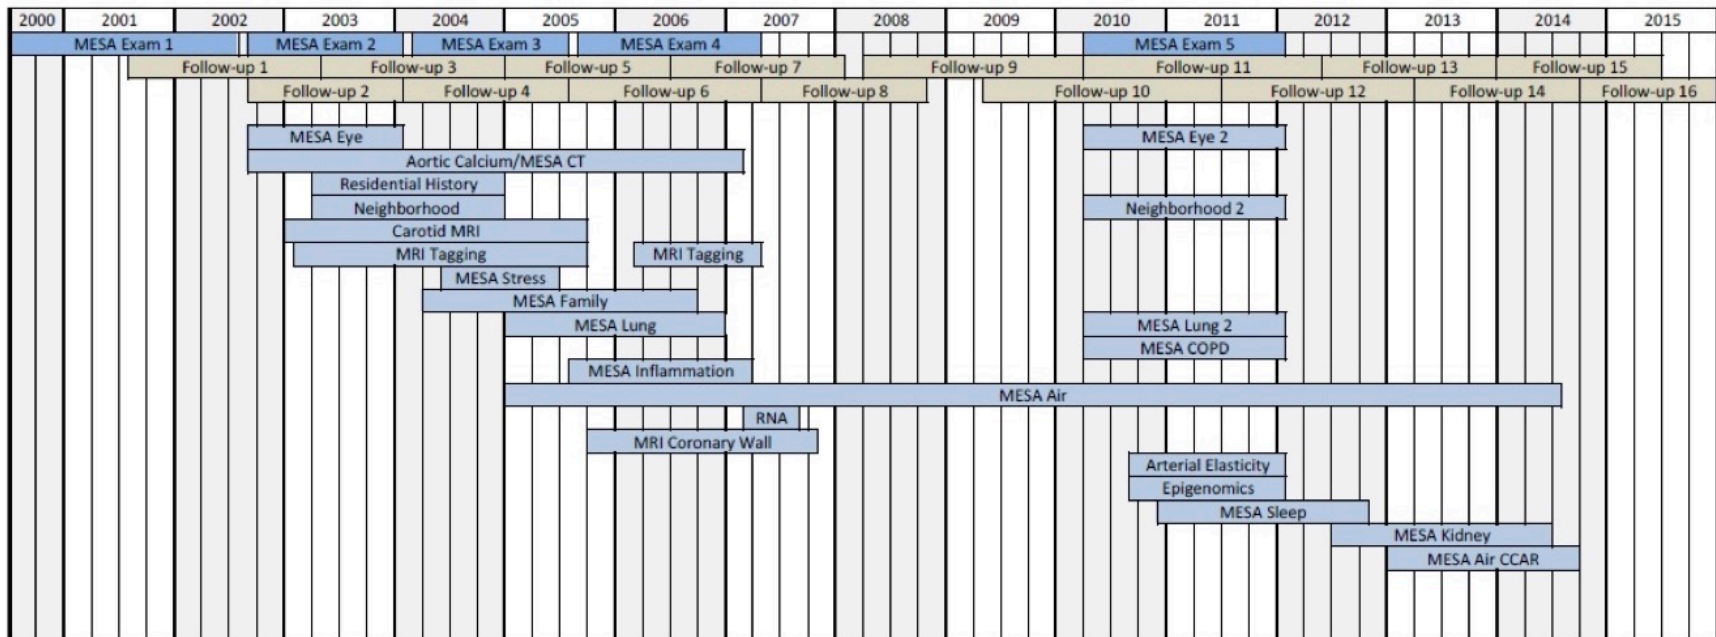 2000 2001 2002 2003 2004 2005 2006 2007 2008 2009 2010 2011 2012 2013 2014 2015
MESA Exam 1 MESA Exam 2 MESA Exam 3 MESA Exam 4 MESA Exam 5
Follow-up 1 Follow-up 3 Follow-up 5 Follow-up 7 Follow-up 9 Follow-up 11 Follow-up 13 Follow-up 15
Follow-up 2 Follow-up 4 Follow-up 6 Follow-up 8 Follow-up 10 Follow-up 12 Follow-up 14 Follow-up 16
MESA Eye MESA Eye 2
Aortic Calcium/MESA CT
Residential History
Neighborhood Neighborhood 2
Carotid MRI
MRI Tagging MRI Tagging
MESA Stress
MESA Family
MESA Lung MESA Lung 2
MESA COPD
MESA Inflammation
MESA Air
RNA
MRI Coronary Wall
Arterial Elasticity
Epigenomics
MESA Sleep
MESA Kidney
MESA Air CCAR